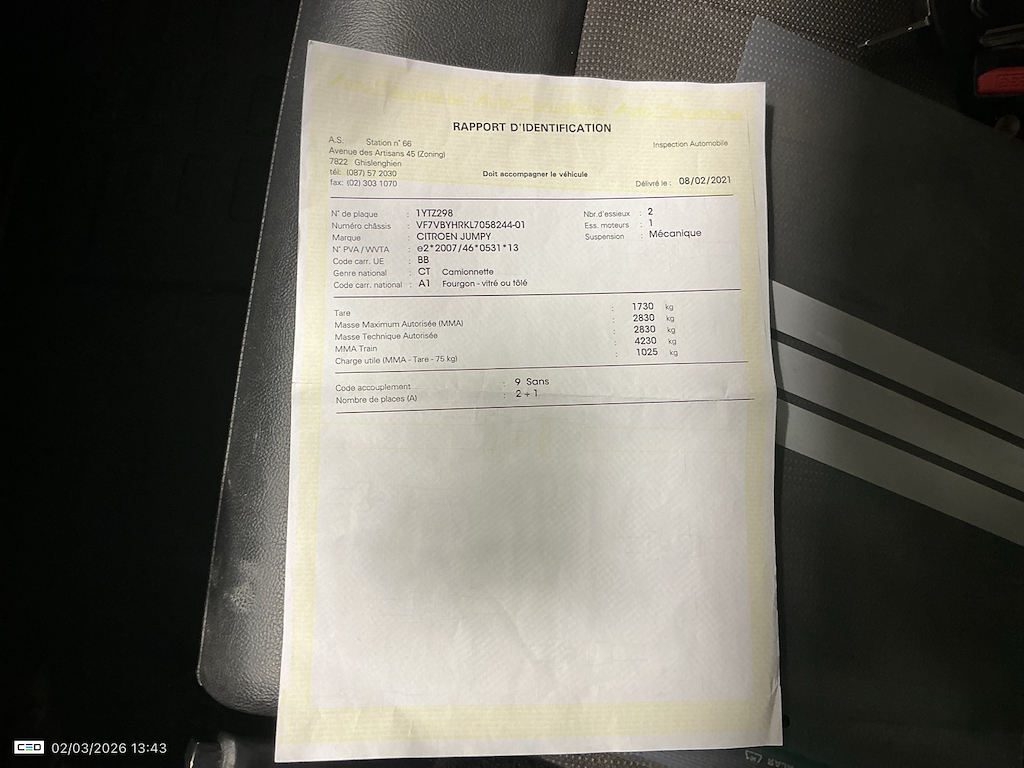 RAPPORT D'IDENTIFICATION
A.S. Station n° 66
Inspection Automobile
Avenue des Artisans 45 (Zoning)
7822 Ghislenghien
tél: (087) 57 2030
Doit accompagner le véhicule
fax: (02) 303 1070
Délivré le : 08/02/2021
N° de plaque : 1YTZ298
Nbr.d'essieux : 2
Numéro châssis : VF7VBYHRKL7058244-01
Ess. moteurs : 1
Marque : CITROEN JUMPY
Suspension : Mécanique
N° PVA / WVTA : e2*2007/46*0531*13
Code carr. UE : BB
Genre national : CT Camionnette
Code carr. national : A1 Fourgon - vitré ou tôlé
Tare : 1730 kg
Masse Maximum Autorisée (MMA) : 2830 kg
Masse Technique Autorisée : 2830 kg
MMA Train : 4230 kg
Charge utile (MMA - Tare - 75 kg) : 1025 kg
Code accouplement : 9 Sans
Nombre de places (A) : 2 + 1
02/03/2026 13:43